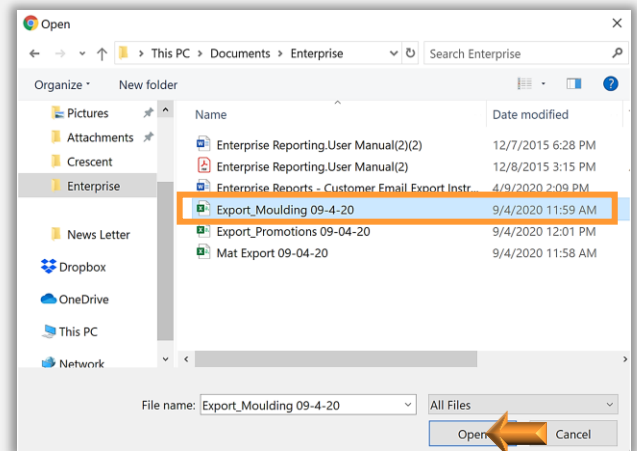 Open
This PC > Documents > Enterprise
Search Enterprise
Organize
New folder
Pictures
Attachments
Crescent
Enterprise
News Letter
Dropbox
OneDrive
This PC
Network
Name
Date modified
Enterprise Reporting.User Manual(2)(2)
12/7/2015 6:28 PM
Enterprise Reporting.User Manual(2)
12/8/2015 3:15 PM
Enterprise Reports - Customer Email Export Instr...
4/9/2020 2:09 PM
Export_Moulding 09-4-20
9/4/2020 11:59 AM
Export_Promotions 09-04-20
9/4/2020 12:01 PM
Mat Export 09-04-20
9/4/2020 11:58 AM
File name: Export_Moulding 09-4-20
All Files
Open
Cancel